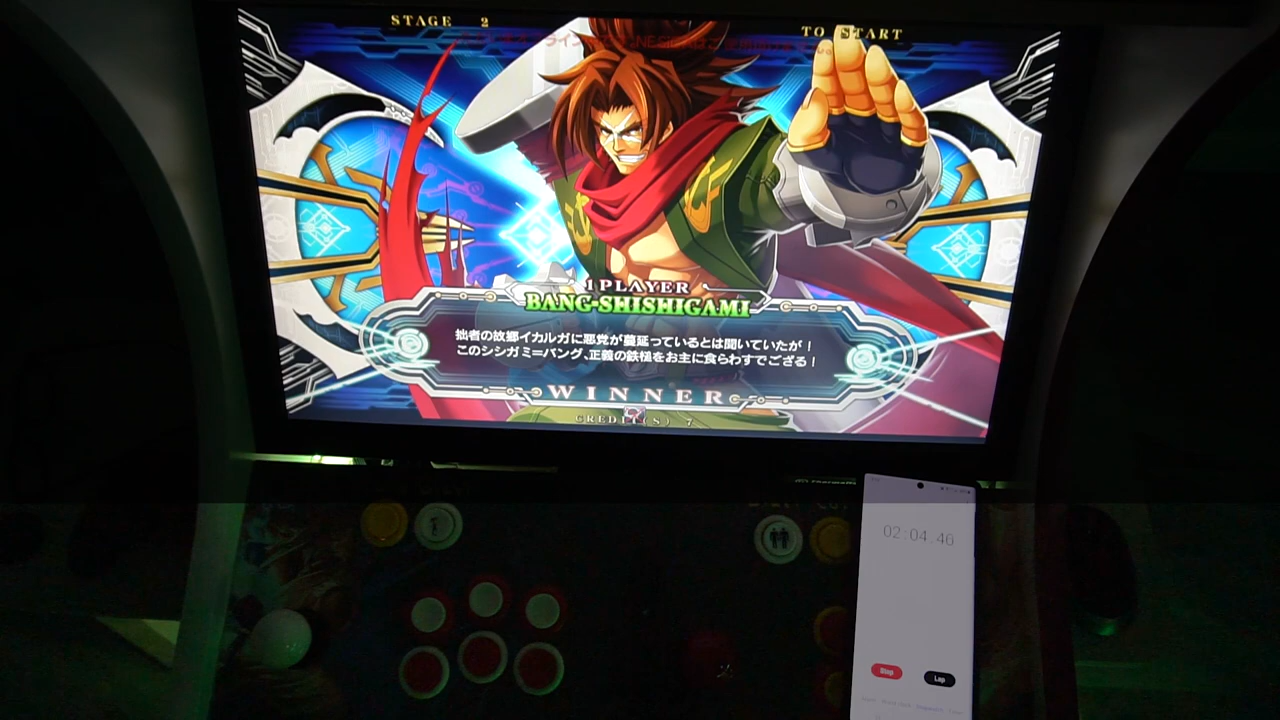 STAGE 2
TO START
1 PLAYER
BANG-SHISHIGAMI
拙者の故郷イカルガに悪党が蔓延っているとは聞いていたが！
このシシガミ＝バング、正義の鉄槌をお主に食らわすでござる！
WINNER
CREDIT(S) 7
02:04.46
Stop
Lap